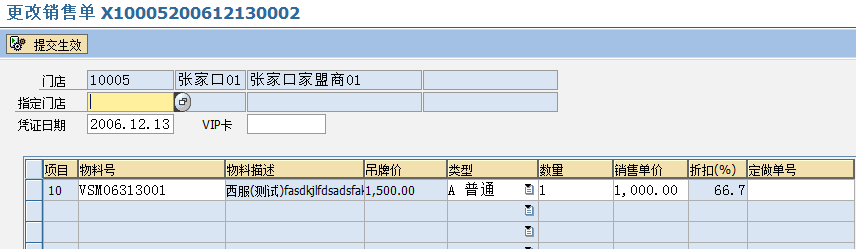 更改销售单 X10005200612130002
提交生效
门店 10005 张家口01 张家口家盟商01
指定门店
凭证日期 2006.12.13 VIP卡
项目 物料号 物料描述 吊牌价 类型 数量 销售单价 折扣(%) 定做单号
10 VSM06313001 西服(测试)fasdkjlfdsadsfak 1,500.00 A 普通 1 1,000.00 66.7